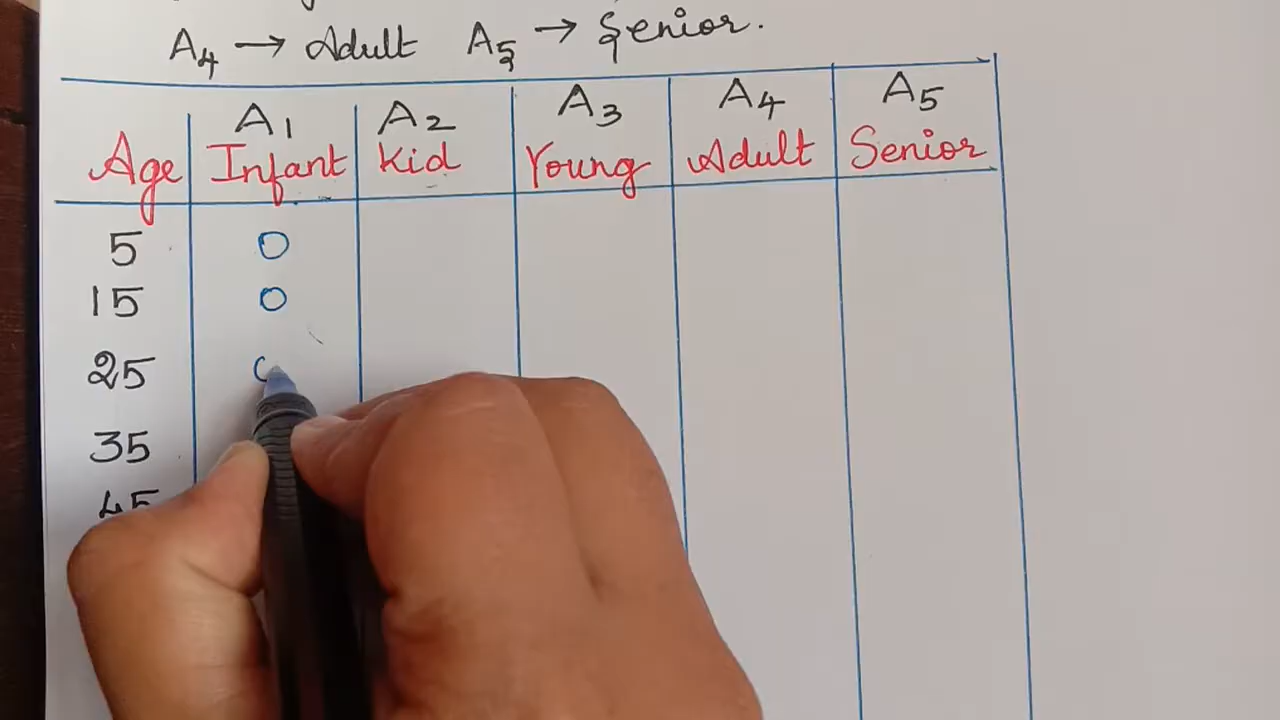 A4 → Adult A5 → Senior.
A1 A2 A3 A4 A5
Age Infant Kid Young Adult Senior
5 0
15 0
25
35
45